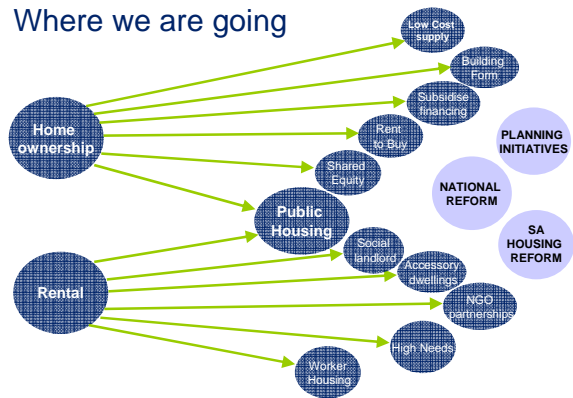 Where we are going
Low Cost
supply
Building
Form
Subsidise
financing
Home
ownership
Rent
to Buy
PLANNING
INITIATIVES
Shared
Equity
NATIONAL
REFORM
Public
Housing
SA
HOUSING
REFORM
Social
landlord
Accessory
dwellings
Rental
NGO
partnerships
High Needs
Worker
Housing